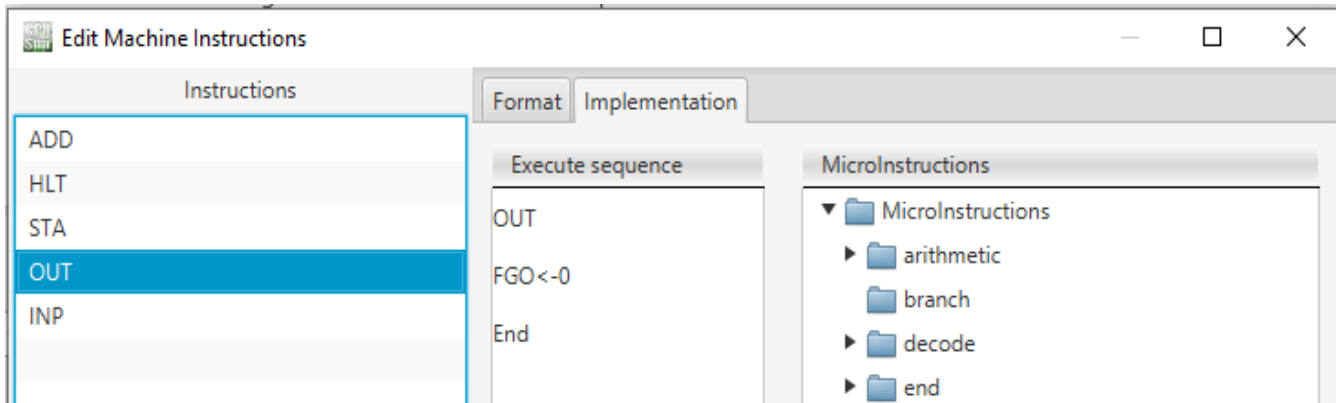 Edit Machine Instructions
Instructions
ADD
HLT
STA
OUT
INP
Format Implementation
Execute sequence
OUT
FGO<-0
End
MicroInstructions
MicroInstructions
arithmetic
branch
decode
end